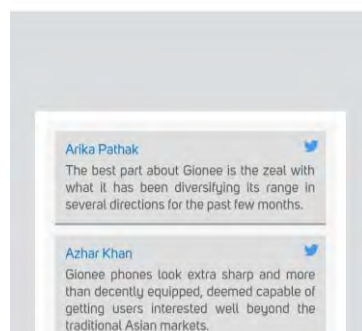 Arika Pathak
The best part about Gionee is the zeal with
what it has been diversifying its range in
several directions for the past few months.
Azhar Khan
Gionee phones look extra sharp and more
than decently equipped, deemed capable of
getting users interested well beyond the
traditional Asian markets.